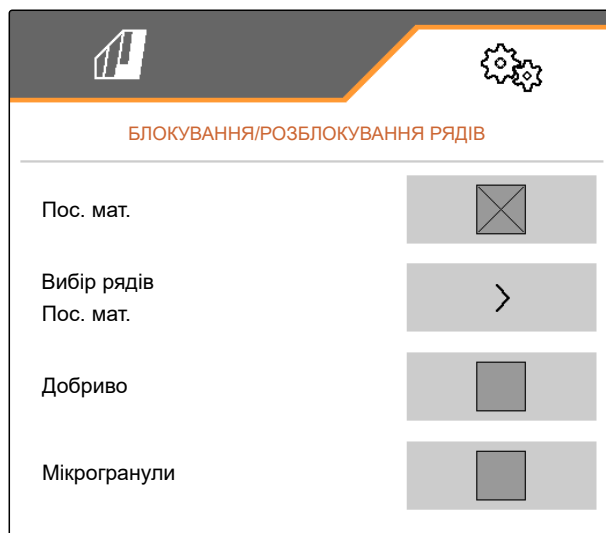 БЛОКУВАННЯ/РОЗБЛОКУВАННЯ РЯДІВ
Пос. мат.
Вибір рядів
Пос. мат.
Добриво
Мікрогранули